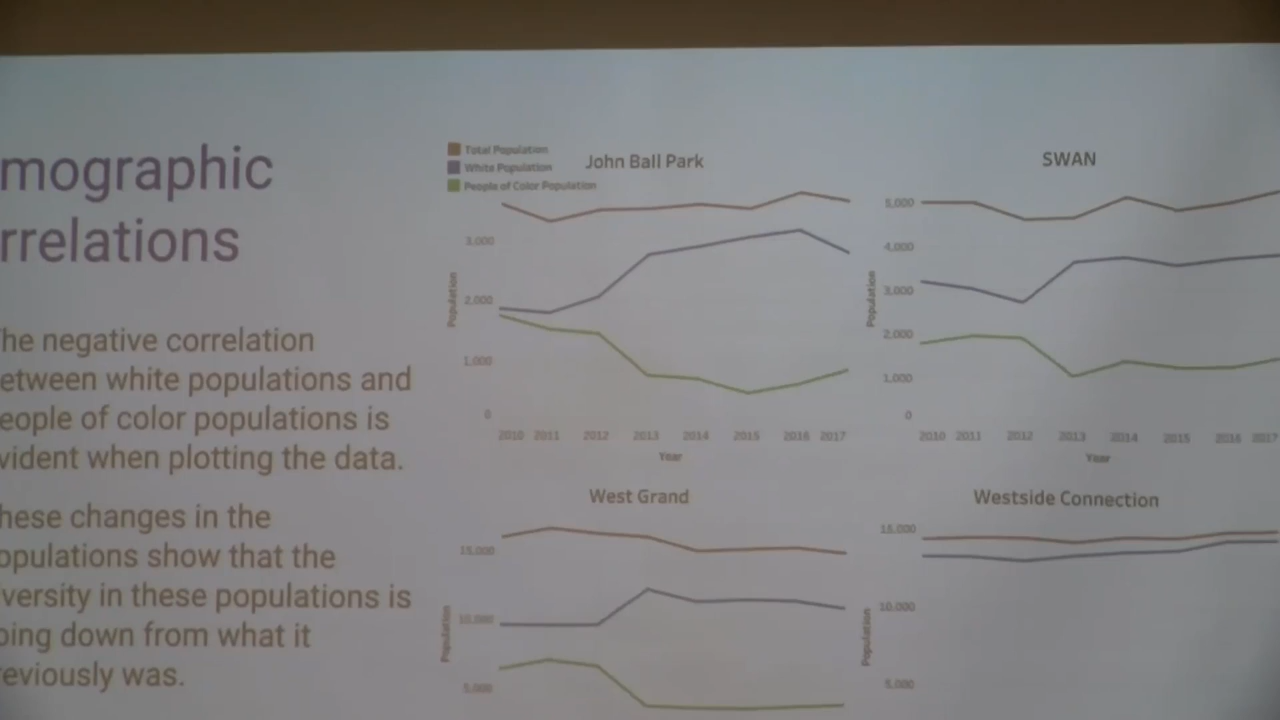 mographic
rrelations
he negative correlation
etween white populations and
eople of color populations is
vident when plotting the data.
hese changes in the
opulations show that the
versity in these populations is
oing down from what it
reviously was.
Total Population
White Population
People of Color Population
John Ball Park
Population
3,000
2,000
1,000
0
2010 2011 2012 2013 2014 2015 2016 2017
Year
SWAN
Population
5,000
4,000
3,000
2,000
1,000
0
2010 2011 2012 2013 2014 2015 2016 2017
Year
West Grand
Population
15,000
10,000
5,000
Westside Connection
Population
15,000
10,000
5,000